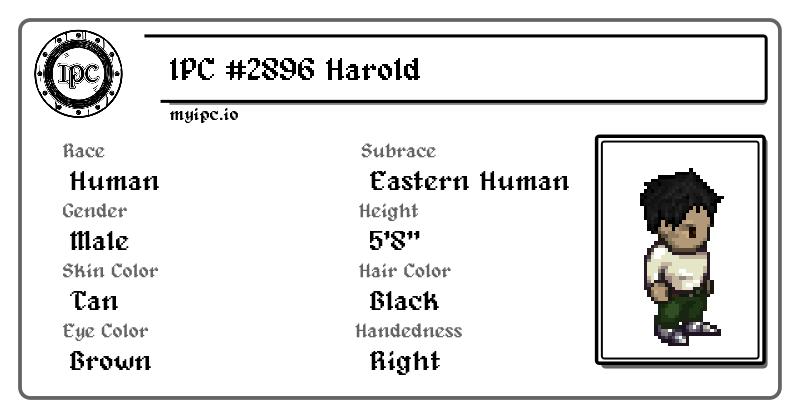 IPC
IPC #2896 Harold
myipc.io
Race
Subrace
Human
Eastern Human
Gender
Height
Male
5'8"
Skin Color
Hair Color
Tan
Black
Eye Color
Handedness
Brown
Right